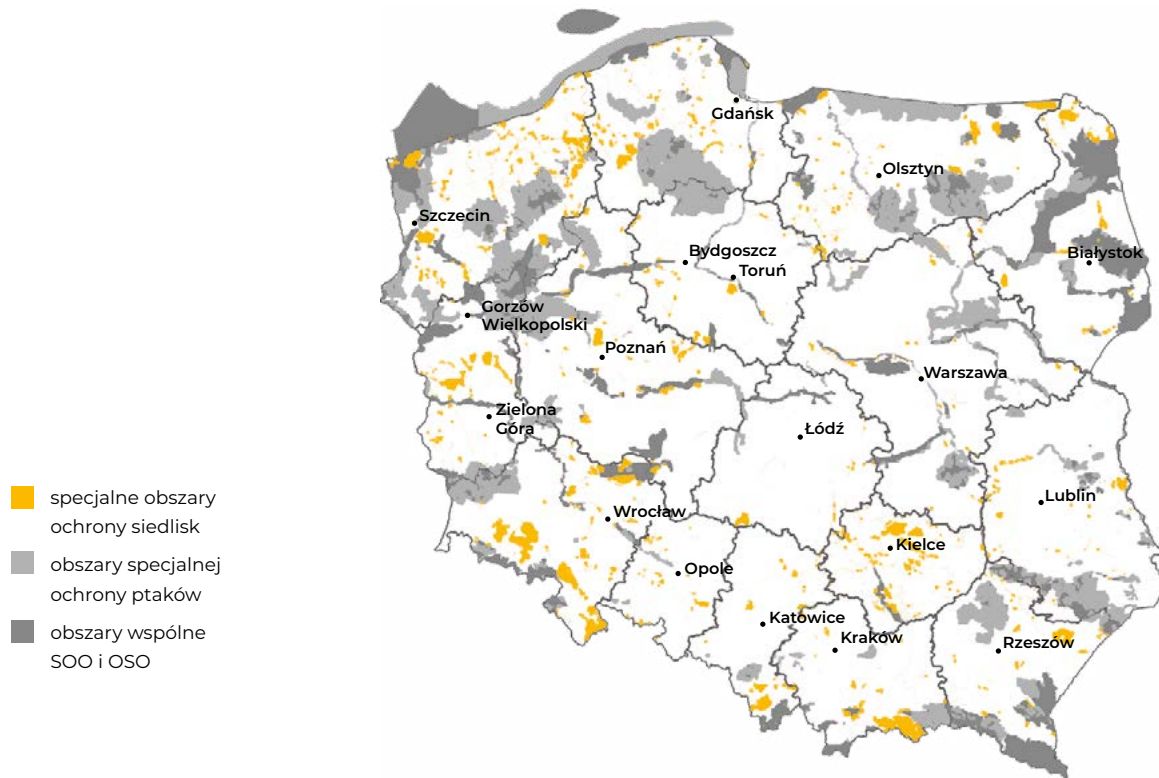 Gdańsk
Olsztyn
Szczecin
Białystok
Bydgoszcz
Toruń
Gorzów
Wielkopolski
Poznań
Warszawa
Zielona
Góra
Łódź
Lublin
Wrocław
Kielce
Opole
Katowice
Kraków
Rzeszów
specjalne obszary
ochrony siedlisk
obszary specjalnej
ochrony ptaków
obszary wspólne
SOO i OSO